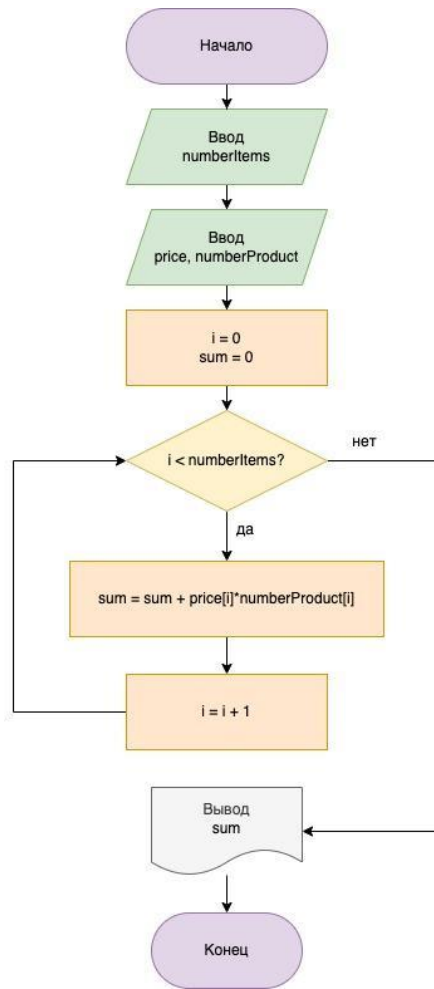 Начало
Ввод
numberItems
Ввод
price, numberProduct
i = 0
sum = 0
i < numberItems?
нет
да
sum = sum + price[i]*numberProduct[i]
i = i + 1
Вывод
sum
Конец